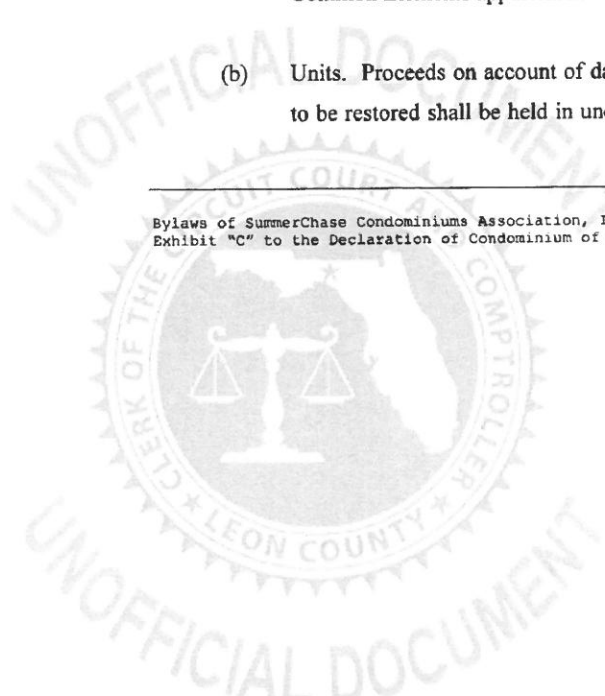 (b) Units. Proceeds on account of da
to be restored shall be held in un
Bylaws of SummerChase Condominiums Association,
Exhibit "C" to the Declaration of Condominium of
UNOFFICIAL DOCUMENT
CLERK OF THE CIRCUIT COURT AND COMPTROLLER
LEON COUNTY
UNOFFICIAL DOCUMENT